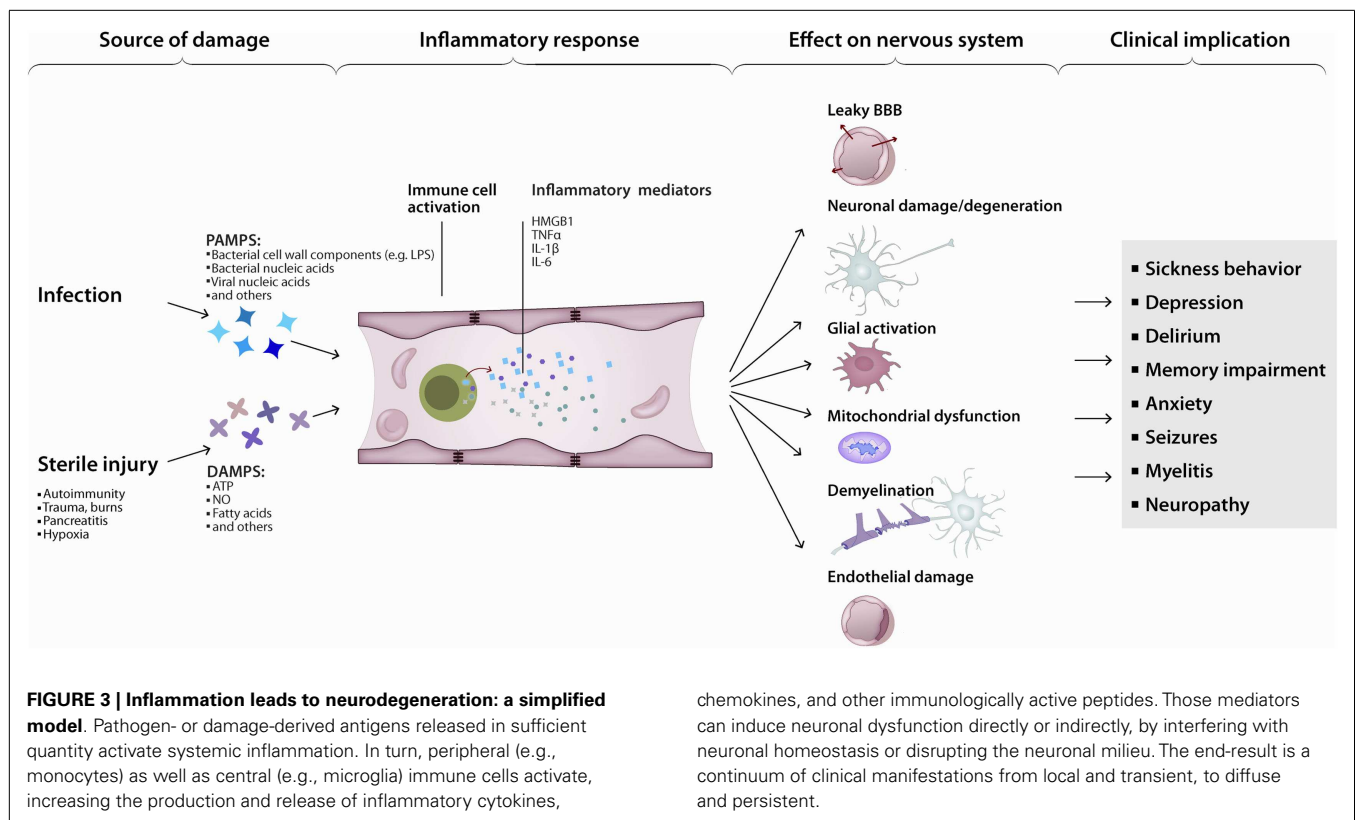 Source of damage
Inflammatory response
Effect on nervous system
Clinical implication
Infection
PAMPS:
▪Bacterial cell wall components (e.g. LPS)
▪Bacterial nucleic acids
▪Viral nucleic acids
▪and others
Sterile injury
▪Autoimmunity
▪Trauma, burns
▪Pancreatitis
▪Hypoxia
DAMPS:
▪ATP
▪NO
▪Fatty acids
▪and others
Immune cell
activation
Inflammatory mediators
HMGB1
TNFα
IL-1β
IL-6
Leaky BBB
Neuronal damage/degeneration
Glial activation
Mitochondrial dysfunction
Demyelination
Endothelial damage
▪ Sickness behavior
▪ Depression
▪ Delirium
▪ Memory impairment
▪ Anxiety
▪ Seizures
▪ Myelitis
▪ Neuropathy
FIGURE 3 | Inflammation leads to neurodegeneration: a simplified
model. Pathogen- or damage-derived antigens released in sufficient
quantity activate systemic inflammation. In turn, peripheral (e.g.,
monocytes) as well as central (e.g., microglia) immune cells activate,
increasing the production and release of inflammatory cytokines,
chemokines, and other immunologically active peptides. Those mediators
can induce neuronal dysfunction directly or indirectly, by interfering with
neuronal homeostasis or disrupting the neuronal milieu. The end-result is a
continuum of clinical manifestations from local and transient, to diffuse
and persistent.